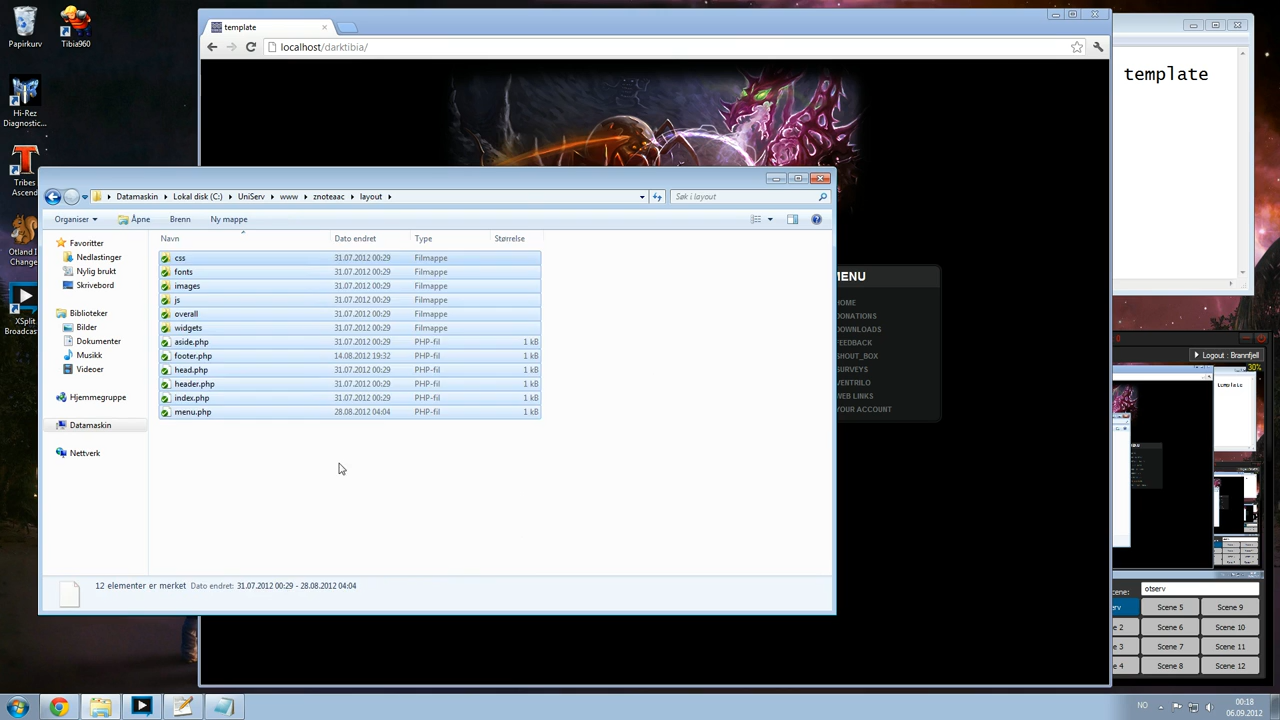 Papirkurv
Tibia960
Hi-Rez
Diagnostic...
Tribes
Ascend
Otland I
Change
XSplit
Broadcas
template
localhost/darktibia/
template
Datamaskin
Lokal disk (C:)
UniServ
www
znoteaac
layout
Søk i layout
Organiser
Åpne
Brenn
Ny mappe
Navn
Dato endret
Type
Størrelse
Favoritter
Nedlastinger
Nylig brukt
Skrivebord
Biblioteker
Bilder
Dokumenter
Musikk
Videoer
Hjemmegruppe
Datamaskin
Nettverk
css 31.07.2012 00:29 Filmappe
fonts 31.07.2012 00:29 Filmappe
images 31.07.2012 00:29 Filmappe
js 31.07.2012 00:29 Filmappe
overall 31.07.2012 00:29 Filmappe
widgets 31.07.2012 00:29 Filmappe
aside.php 31.07.2012 00:29 PHP-fil 1 kB
footer.php 14.08.2012 19:32 PHP-fil 1 kB
head.php 31.07.2012 00:29 PHP-fil 1 kB
header.php 31.07.2012 00:29 PHP-fil 1 kB
index.php 31.07.2012 00:29 PHP-fil 1 kB
menu.php 28.08.2012 04:04 PHP-fil 1 kB
12 elementer er merket Dato endret: 31.07.2012 00:29 - 28.08.2012 04:04
MENU
HOME
DONATIONS
DOWNLOADS
FEEDBACK
SHOUT_BOX
SURVEYS
VENTRILO
WEB LINKS
YOUR ACCOUNT
Logout : Brannfjell
30%
template
cene:
otserv
erv
Scene 5
Scene 9
e 2
Scene 6
Scene 10
e 3
Scene 7
Scene 11
e 4
Scene 8
Scene 12
NO
00:18
06.09.2012